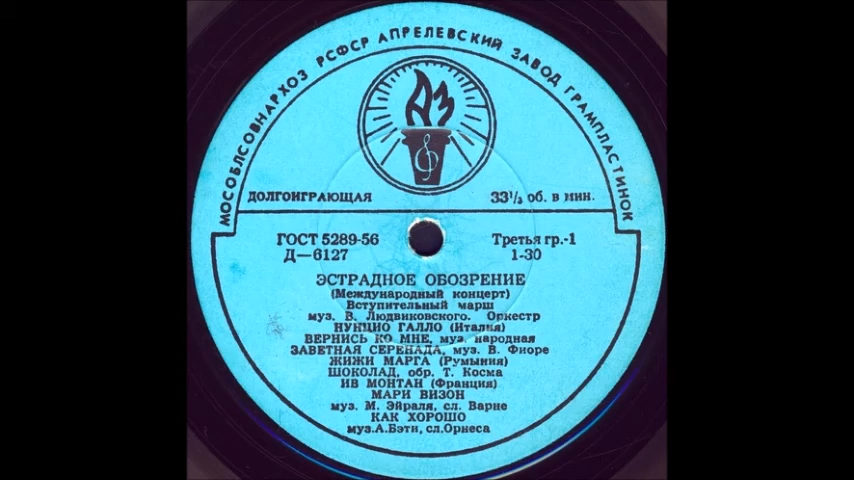 МОСОБЛСОВНАРХОЗ РСФСР АПРЕЛЕВСКИЙ ЗАВОД ГРАМПЛАСТИНОК
АЗ
ДОЛГОИГРАЮЩАЯ 33⅓ об. в мин.
ГОСТ 5289-56 Третья гр.-1
Д—6127 1-30
ЭСТРАДНОЕ ОБОЗРЕНИЕ
(Международный концерт)
Вступительный марш
муз. В. Людвиковского. Оркестр
НУНЦИО ГАЛЛО (Италия)
ВЕРНИСЬ КО МНЕ, муз. народная
ЗАВЕТНАЯ СЕРЕНАДА, муз. В. Фиоре
ЖИЖИ МАРГА (Румыния)
ШОКОЛАД, обр. Т. Косма
ИВ МОНТАН (Франция)
МАРИ ВИЗОН
муз. М. Эйраля, сл. Варне
КАК ХОРОШО
муз.А.Бэти, сл.Орнеса